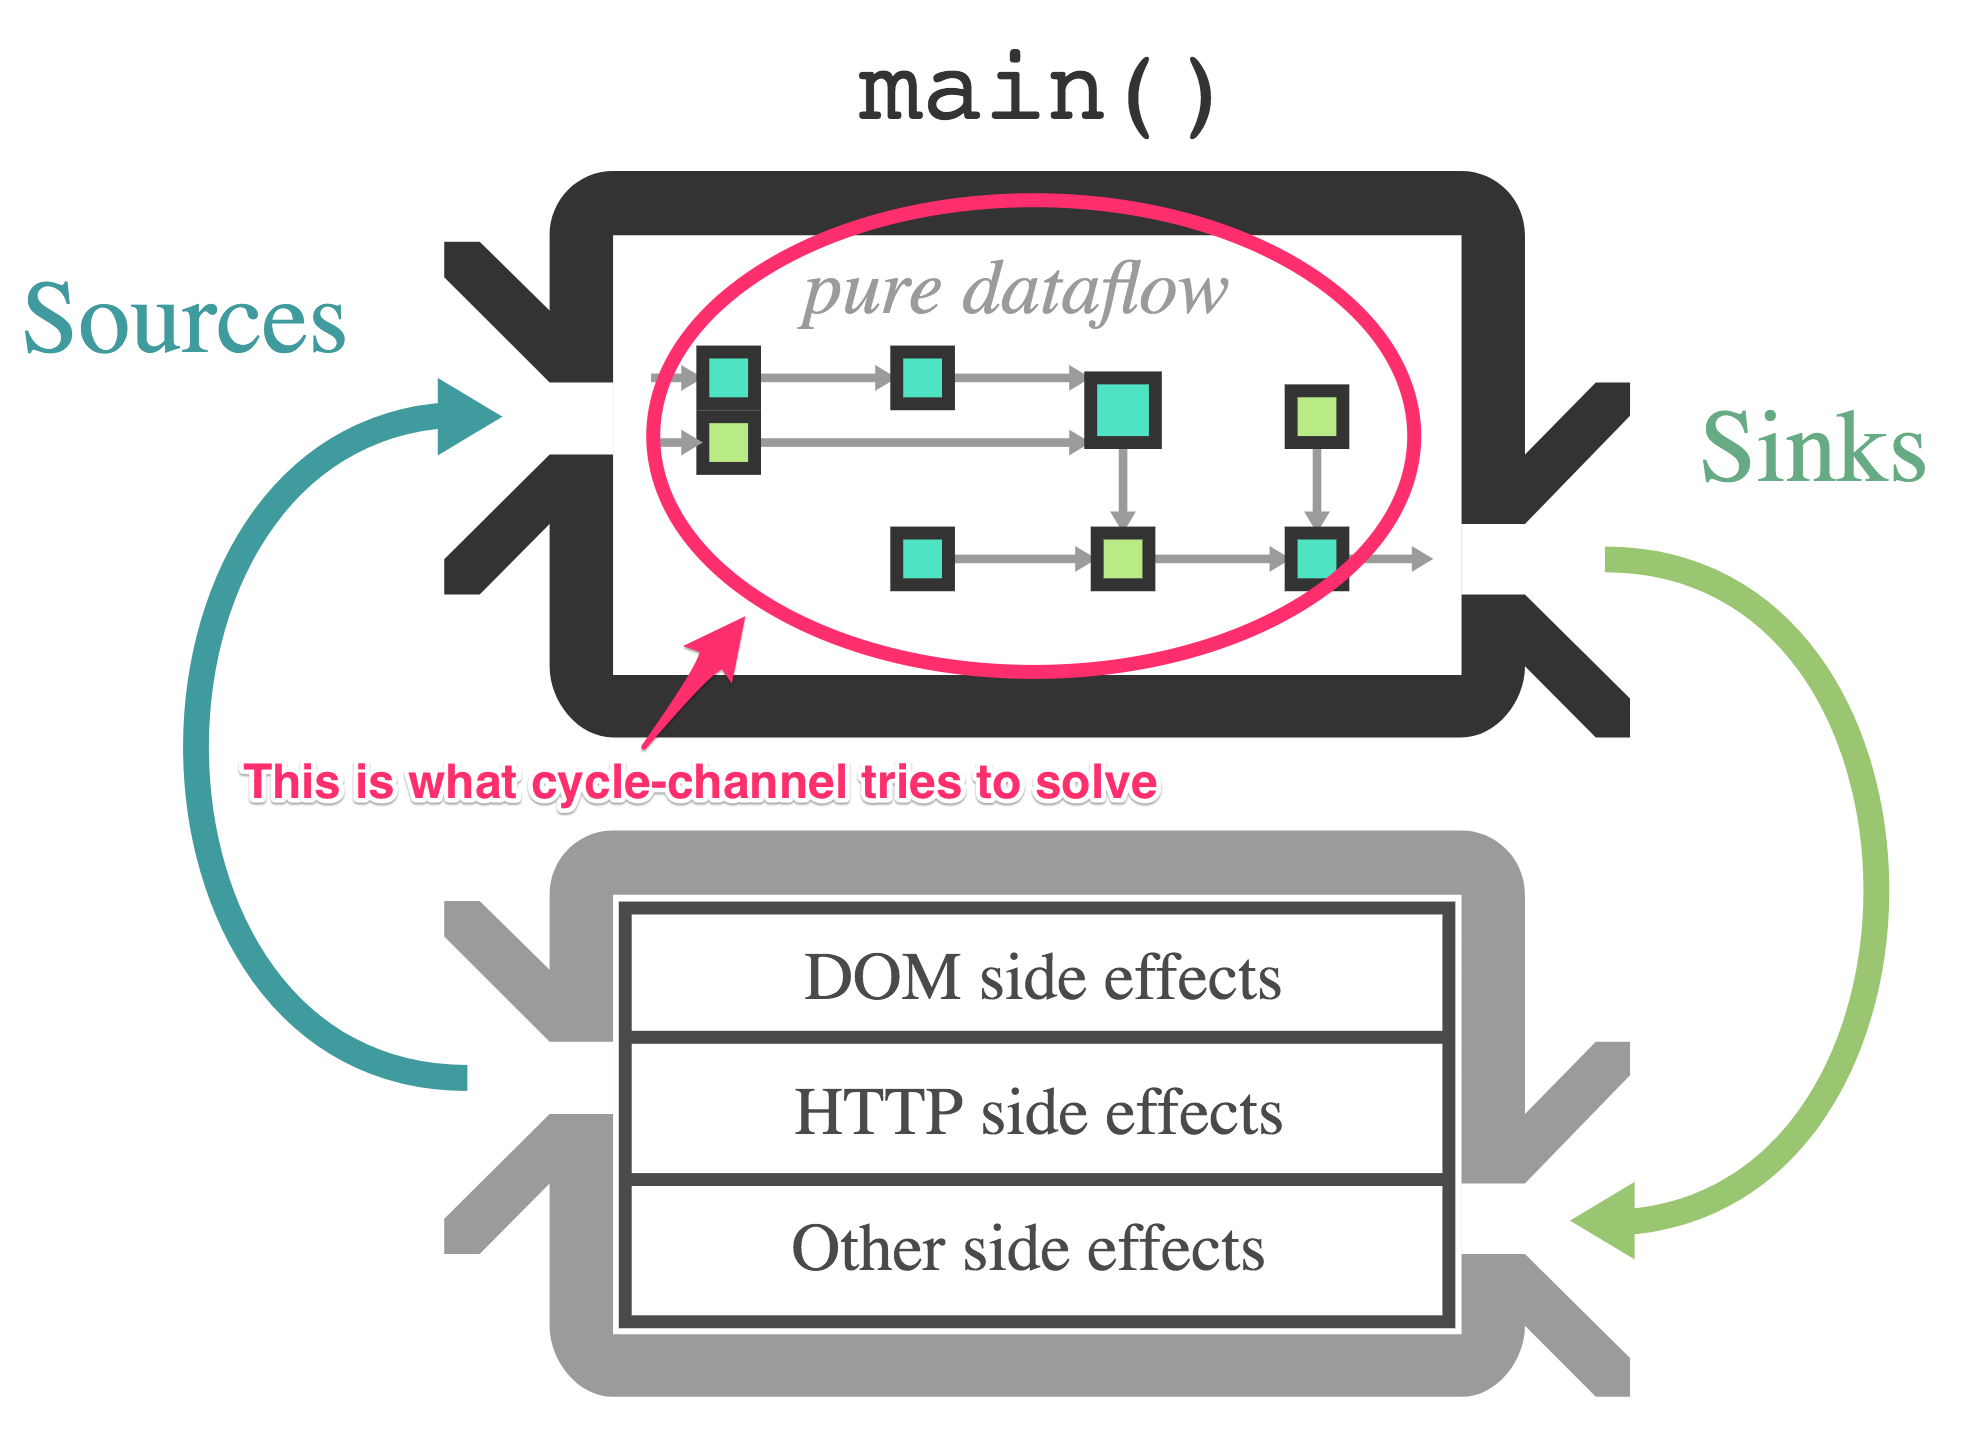 main()
Sources
pure dataflow
Sinks
This is what cycle-channel tries to solve
DOM side effects
HTTP side effects
Other side effects